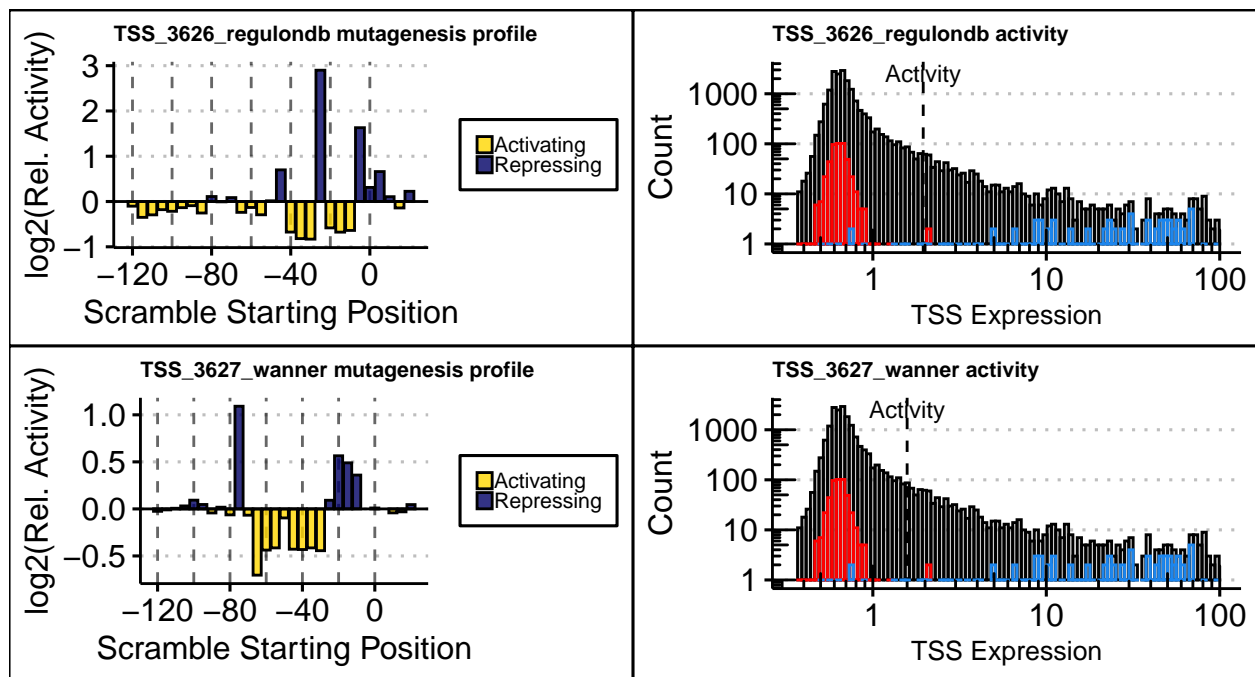 TSS_3626_regulondb mutagenesis profile
log2(Rel. Activity)
3
2
1
0
−1
−120
−80
−40
0
Scramble Starting Position
Activating
Repressing
TSS_3626_regulondb activity
Activity
Count
1000
100
10
1
1
10
100
TSS Expression
TSS_3627_wanner mutagenesis profile
log2(Rel. Activity)
1.0
0.5
0.0
−0.5
−120
−80
−40
0
Scramble Starting Position
Activating
Repressing
TSS_3627_wanner activity
Activity
Count
1000
100
10
1
1
10
100
TSS Expression